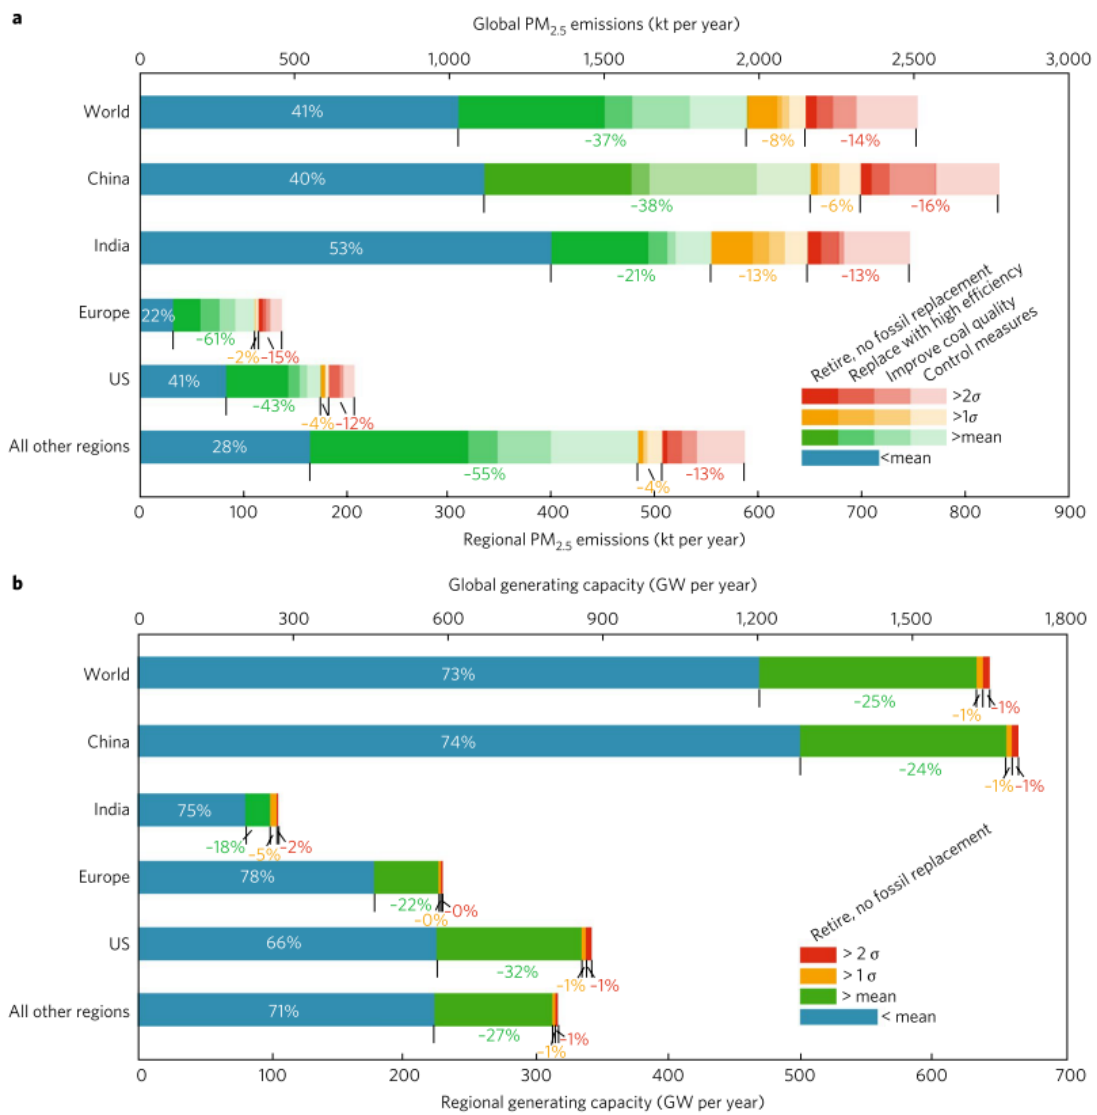 a
Global PM2.5 emissions (kt per year)
0 500 1,000 1,500 2,000 2,500 3,000
World 41% -37% -8% -14%
China 40% -38% -6% -16%
India 53% -21% -13% -13%
Europe 22% -61% -2% -15%
US 41% -43% -4% -12%
All other regions 28% -55% -4% -13%
Retire, no fossil replacement
Replace with high efficiency
Improve coal quality
Control measures
>2σ
>1σ
>mean
<mean
0 100 200 300 400 500 600 700 800 900
Regional PM2.5 emissions (kt per year)
b
Global generating capacity (GW per year)
0 300 600 900 1,200 1,500 1,800
World 73% -25% -1% -1%
China 74% -24% -1% -1%
India 75% -18% -5% -2%
Europe 78% -22% -0% -0%
US 66% -32% -1% -1%
All other regions 71% -27% -1% -1%
Retire, no fossil replacement
> 2 σ
> 1 σ
> mean
< mean
0 100 200 300 400 500 600 700
Regional generating capacity (GW per year)